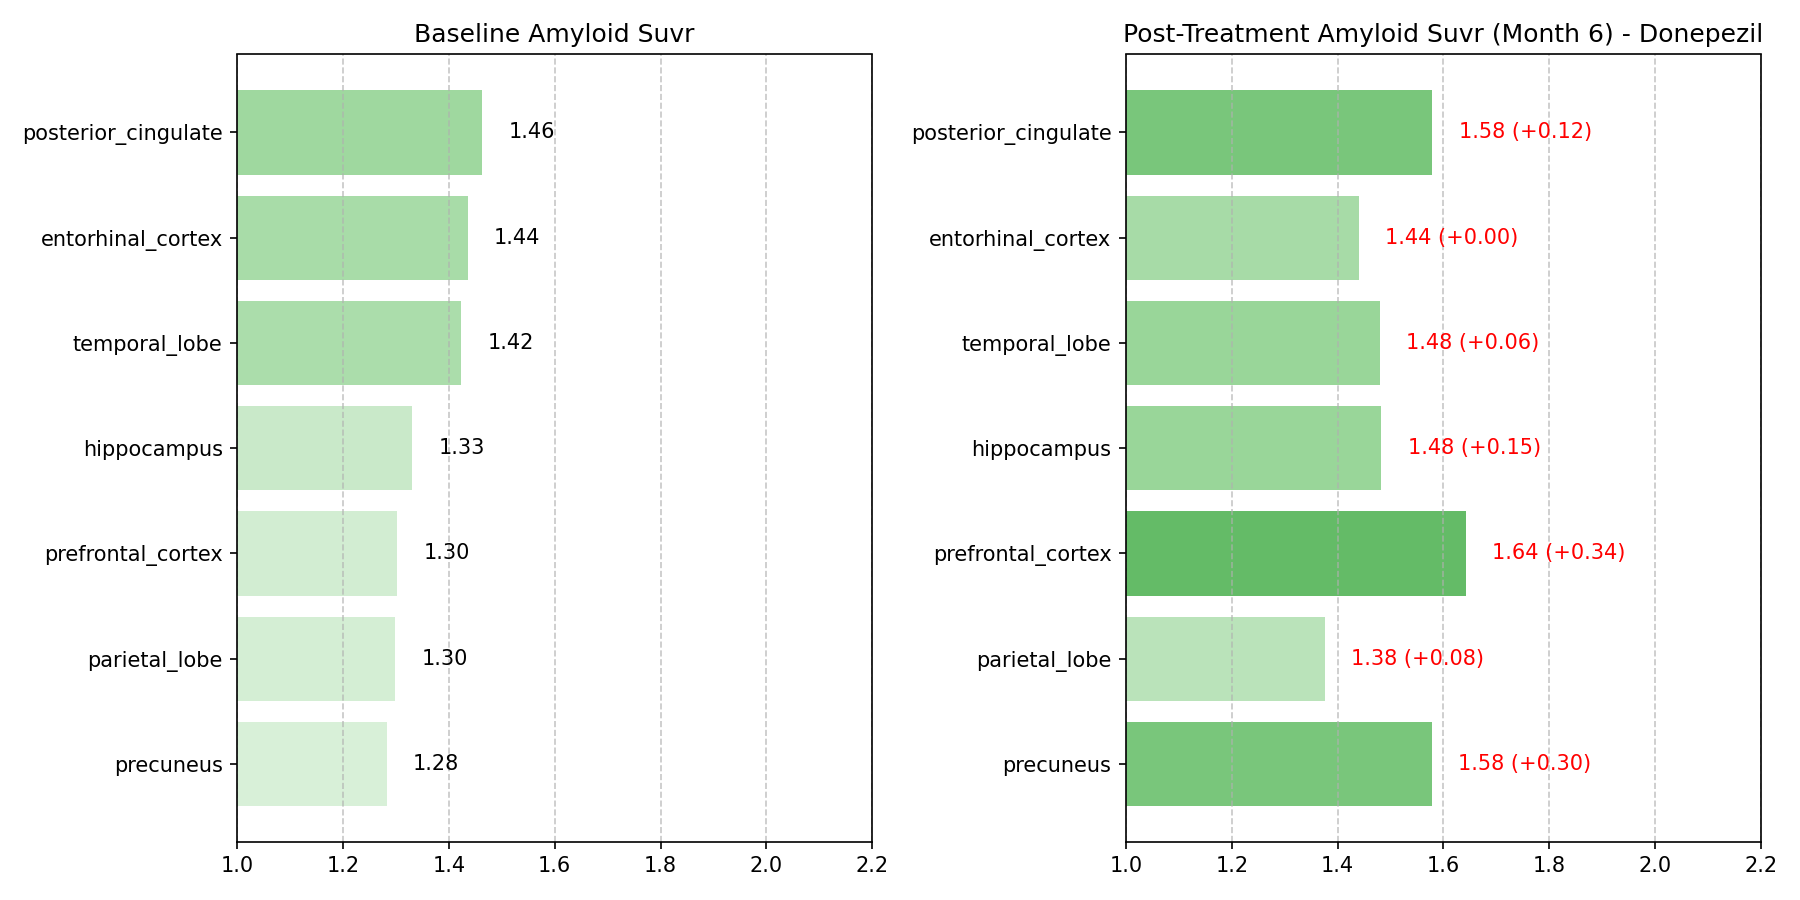 Baseline Amyloid Suvr
posterior_cingulate 1.46
entorhinal_cortex 1.44
temporal_lobe 1.42
hippocampus 1.33
prefrontal_cortex 1.30
parietal_lobe 1.30
precuneus 1.28
1.0 1.2 1.4 1.6 1.8 2.0 2.2
Post-Treatment Amyloid Suvr (Month 6) - Donepezil
posterior_cingulate 1.58 (+0.12)
entorhinal_cortex 1.44 (+0.00)
temporal_lobe 1.48 (+0.06)
hippocampus 1.48 (+0.15)
prefrontal_cortex 1.64 (+0.34)
parietal_lobe 1.38 (+0.08)
precuneus 1.58 (+0.30)
1.0 1.2 1.4 1.6 1.8 2.0 2.2